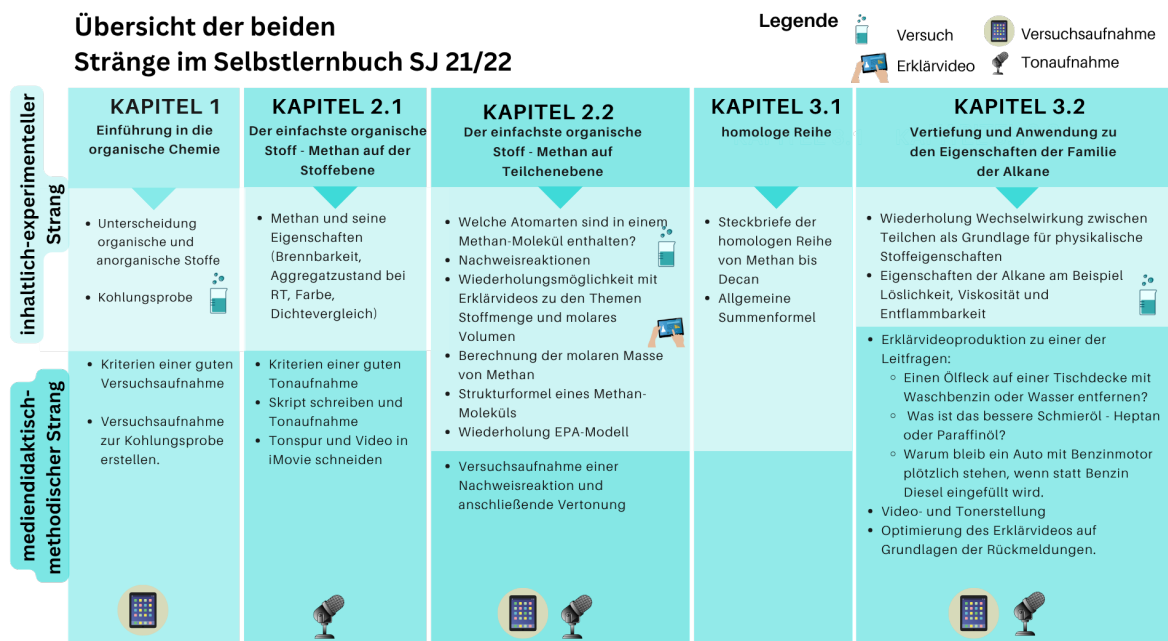 Übersicht der beiden
Stränge im Selbstlernbuch SJ 21/22
Legende
Versuch
Versuchsaufnahme
Erklärvideo
Tonaufnahme
inhaltlich-experimenteller
Strang
mediendidaktisch-
methodischer Strang
KAPITEL 1
Einführung in die
organische Chemie
Unterscheidung
organische und
anorganische Stoffe
Kohlungsprobe
Kriterien einer guten
Versuchsaufnahme
Versuchsaufnahme
zur Kohlungsprobe
erstellen.
KAPITEL 2.1
Der einfachste organische
Stoff - Methan auf der
Stoffebene
Methan und seine
Eigenschaften
(Brennbarkeit,
Aggregatzustand bei
RT, Farbe,
Dichtevergleich)
Kriterien einer guten
Tonaufnahme
Skript schreiben und
Tonaufnahme
Tonspur und Video in
iMovie schneiden
KAPITEL 2.2
Der einfachste organische
Stoff - Methan auf
Teilchenebene
Welche Atomarten sind in einem
Methan-Molekül enthalten?
Nachweisreaktionen
Wiederholungsmöglichkeit mit
Erklärvideos zu den Themen
Stoffmenge und molares
Volumen
Berechnung der molaren Masse
von Methan
Strukturformel eines Methan-
Moleküls
Wiederholung EPA-Modell
Versuchsaufnahme einer
Nachweisreaktion und
anschließende Vertonung
KAPITEL 3.1
homologe Reihe
Steckbriefe der
homologen Reihe
von Methan bis
Decan
Allgemeine
Summenformel
KAPITEL 3.2
Vertiefung und Anwendung zu
den Eigenschaften der Familie
der Alkane
Wiederholung Wechselwirkung zwischen
Teilchen als Grundlage für physikalische
Stoffeigenschaften
Eigenschaften der Alkane am Beispiel
Löslichkeit, Viskosität und
Entflammbarkeit
Erklärvideoproduktion zu einer der
Leitfragen:
Einen Ölfleck auf einer Tischdecke mit
Waschbenzin oder Wasser entfernen?
Was ist das bessere Schmieröl - Heptan
oder Paraffinöl?
Warum bleib ein Auto mit Benzinmotor
plötzlich stehen, wenn statt Benzin
Diesel eingefüllt wird.
Video- und Tonerstellung
Optimierung des Erklärvideos auf
Grundlagen der Rückmeldungen.